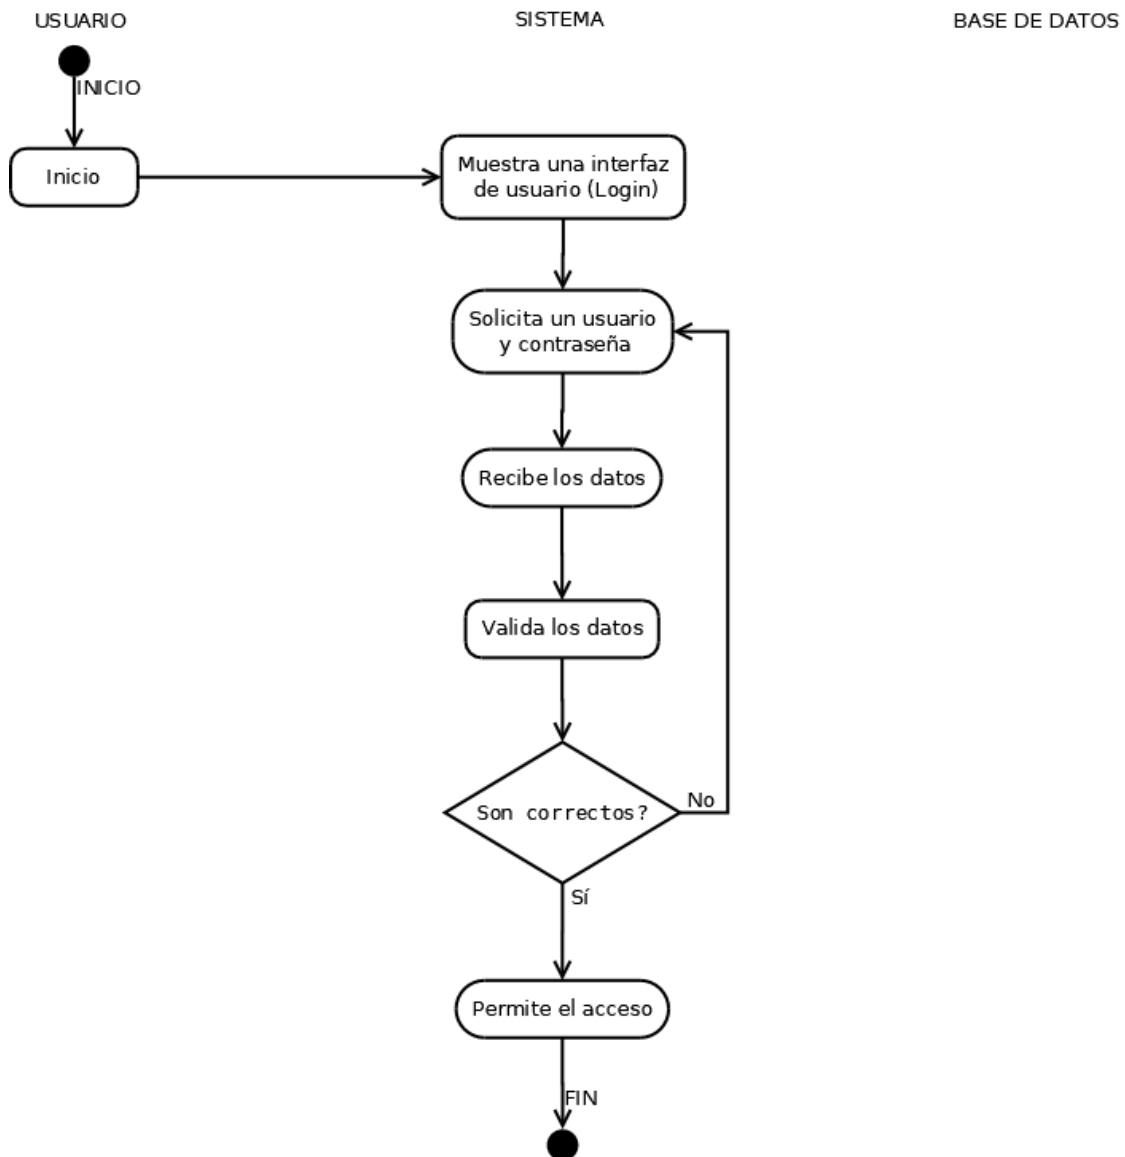 USUARIO
SISTEMA
BASE DE DATOS
INICIO
Inicio
Muestra una interfaz
de usuario (Login)
Solicita un usuario
y contraseña
Recibe los datos
Valida los datos
Son correctos?
No
Sí
Permite el acceso
FIN